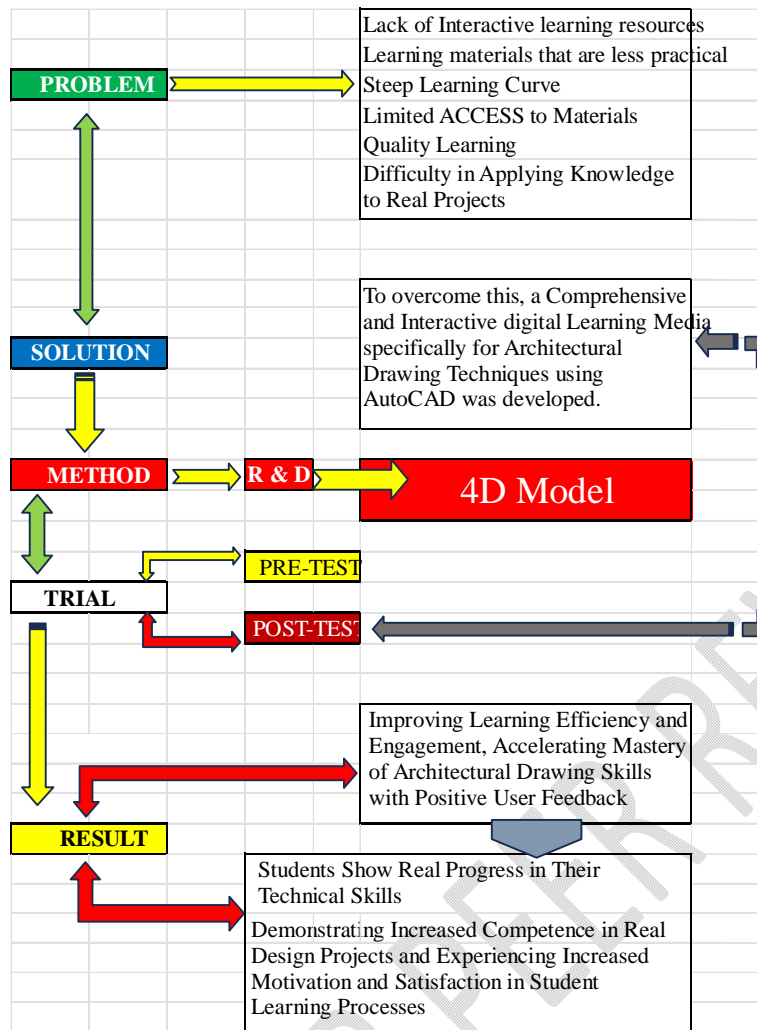 Lack of Interactive learning resources
Learning materials that are less practical
PROBLEM
Steep Learning Curve
Limited ACCESS to Materials
Quality Learning
Difficulty in Applying Knowledge
to Real Projects
To overcome this, a Comprehensive
and Interactive digital Learning Media
SOLUTION
specifically for Architectural
Drawing Techniques using
AutoCAD was developed.
METHOD
R & D
4D Model
PRE-TEST
TRIAL
POST-TEST
Improving Learning Efficiency and
Engagement, Accelerating Mastery
of Architectural Drawing Skills
with Positive User Feedback
RESULT
Students Show Real Progress in Their
Technical Skills
Demonstrating Increased Competence in Real
Design Projects and Experiencing Increased
Motivation and Satisfaction in Student
Learning Processes
PEER